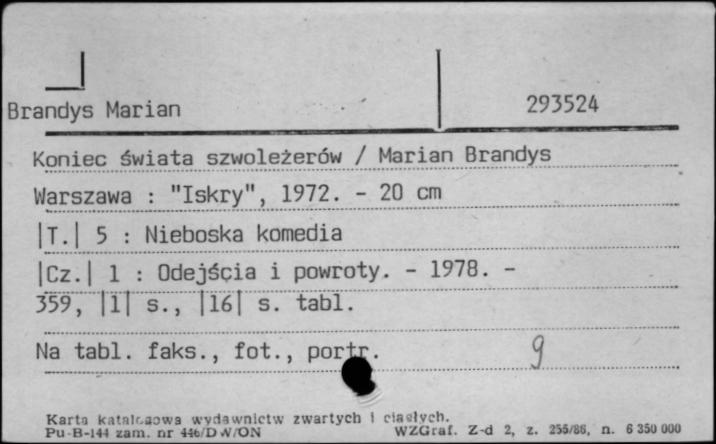 Brandys Marian 293524
Koniec świata szwoleżerów / Marian Brandys
Warszawa : "Iskry", 1972. - 20 cm
|T.| 5 : Nieboska komedia
|Cz.| 1 : Odejścia i powroty. - 1978. -
359, |1| s., |16| s. tabl.
Na tabl. faks., fot., portr. 9
Karta katalogowa wydawnictw zwartych i ciągłych.
Pu-B-144 zam. nr 446/DW/ON WZGraf. Z-d 2, z. 255/86, n. 6 350 000